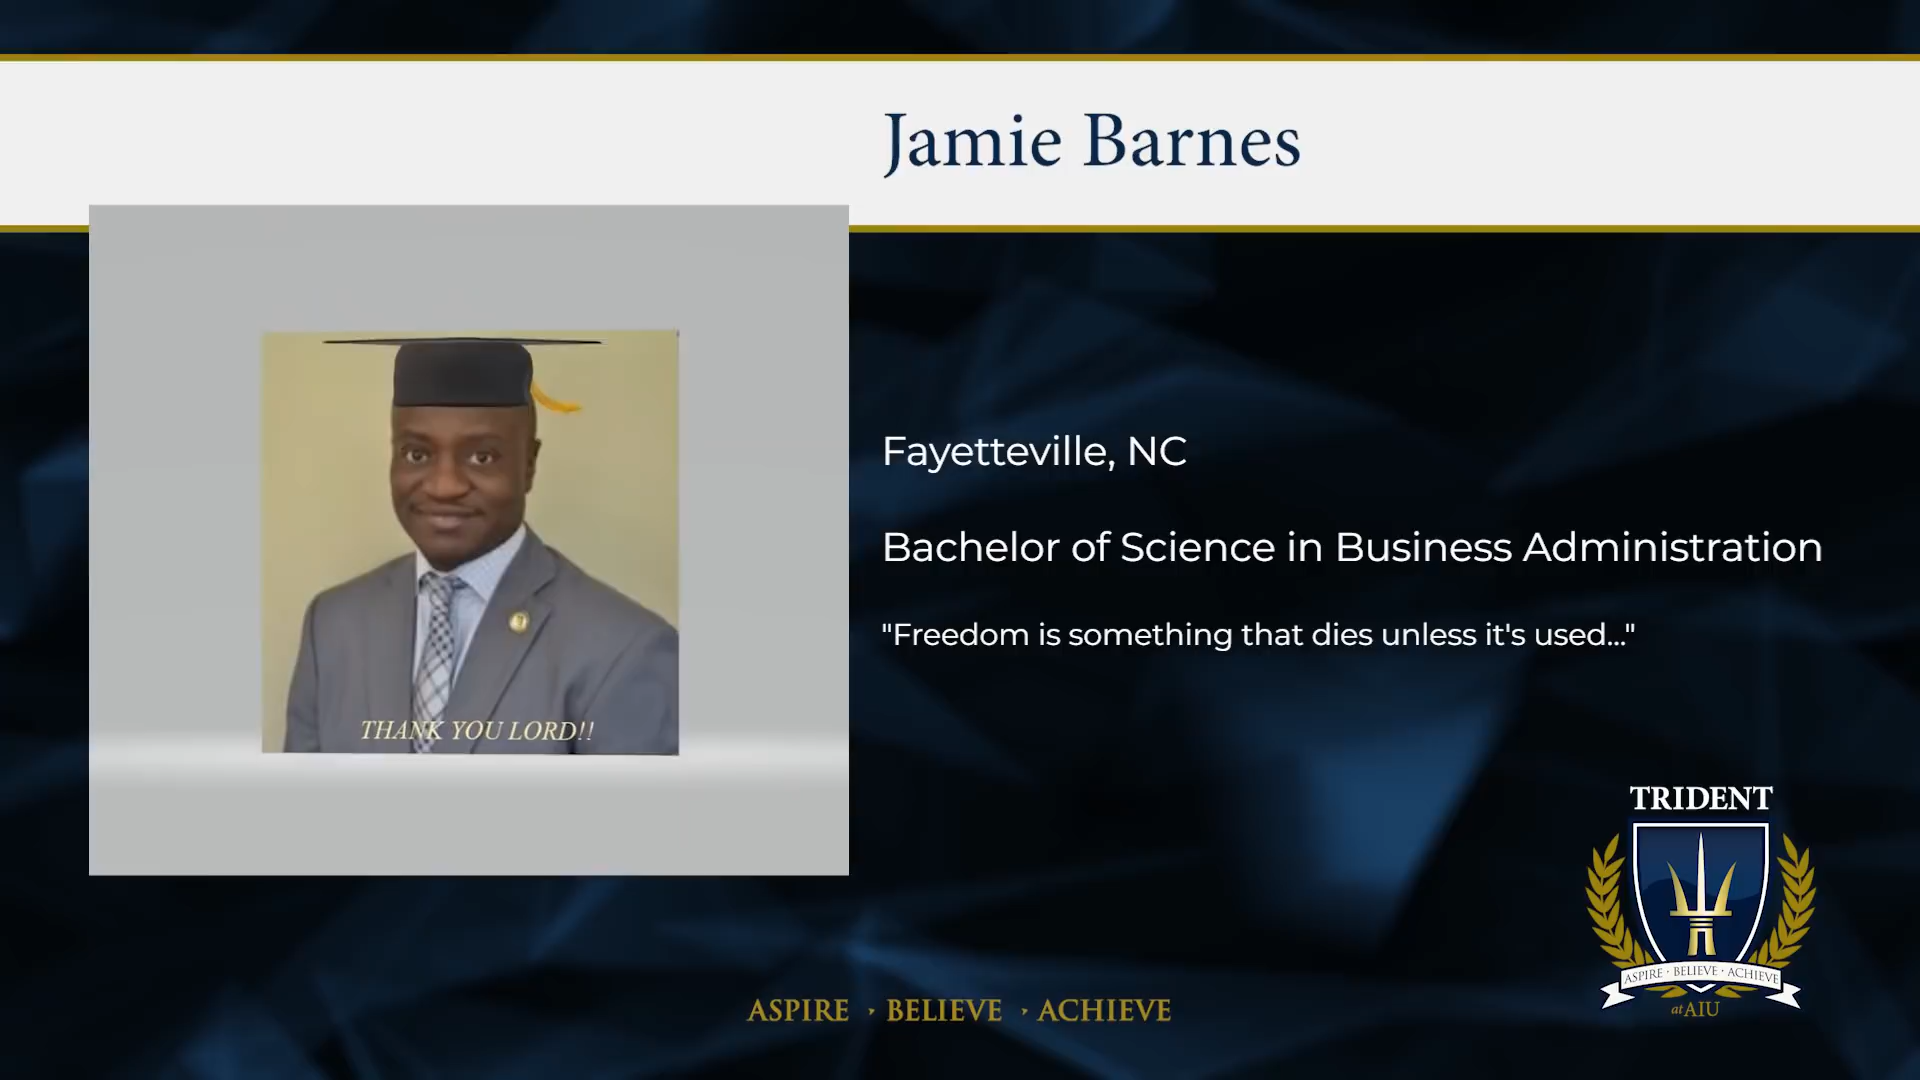 Jamie Barnes
Fayetteville, NC
Bachelor of Science in Business Administration
"Freedom is something that dies unless it's used..."
THANK YOU LORD!!
TRIDENT
ASPIRE · BELIEVE · ACHIEVE
at AIU
ASPIRE · BELIEVE · ACHIEVE